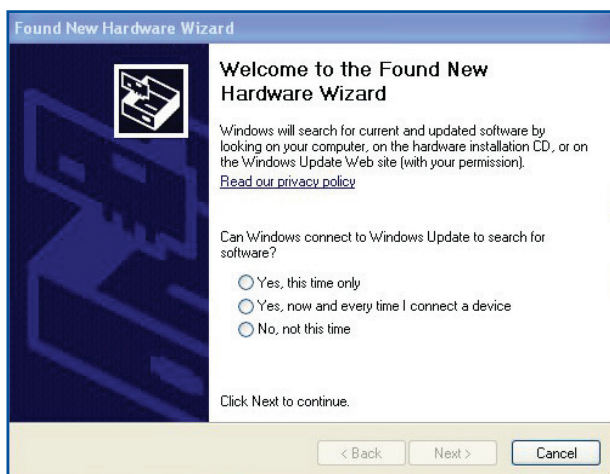 Found New Hardware Wizard
Welcome to the Found New
Hardware Wizard
Windows will search for current and updated software by
looking on your computer, on the hardware installation CD, or on
the Windows Update Web site (with your permission).
Read our privacy policy
Can Windows connect to Windows Update to search for
software?
Yes, this time only
Yes, now and every time I connect a device
No, not this time
Click Next to continue.
< Back Next > Cancel